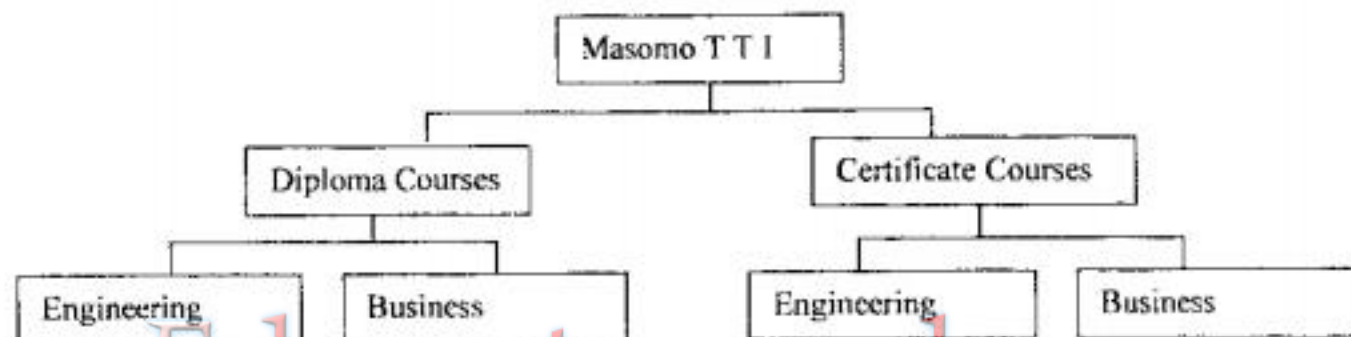 Masomo T T I
Diploma Courses
Certificate Courses
Engineering
Business
Engineering
Business